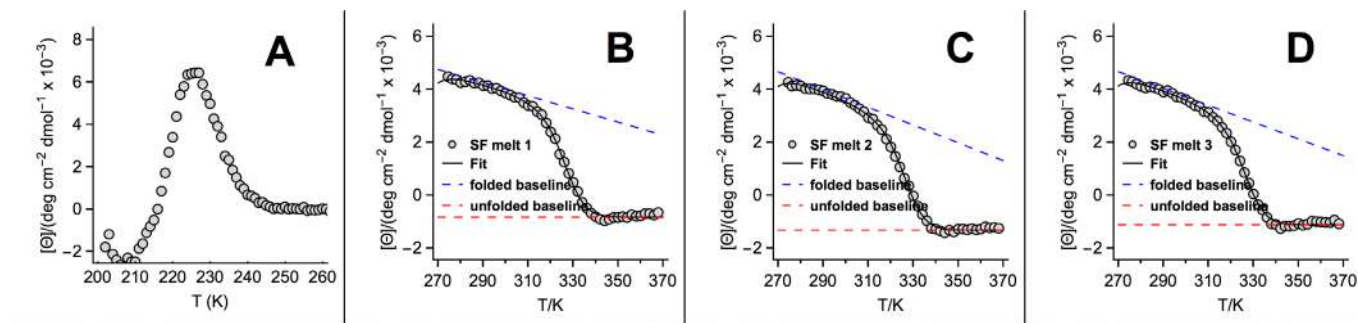 A
[Θ]/(deg cm⁻² dmol⁻¹ x 10⁻³)
8
6
4
2
0
−2
200 220 230 240 250 260
T (K)
B
[Θ]/(deg cm⁻² dmol⁻¹ x 10⁻³)
6
4
2
0
−2
SF melt 1
Fit
folded baseline
unfolded baseline
270 290 310 330 350 370
T/K
C
[Θ]/(deg cm⁻² dmol⁻¹ x 10⁻³)
6
4
2
0
−2
SF melt 2
Fit
folded baseline
unfolded baseline
270 290 310 330 350 370
T/K
D
[Θ]/(deg cm⁻² dmol⁻¹ x 10⁻³)
6
4
2
0
−2
SF melt 3
Fit
folded baseline
unfolded baseline
270 290 310 330 350 370
T/K